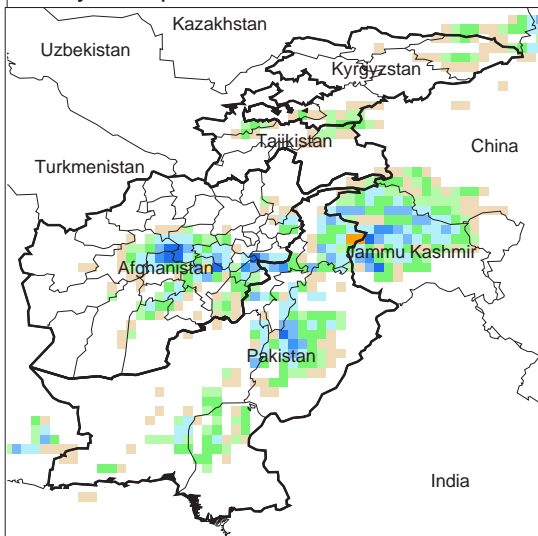 Kazakhstan
Uzbekistan
Kyrgyzstan
Tajikistan
China
Turkmenistan
Jammu Kashmir
Afghanistan
Pakistan
India